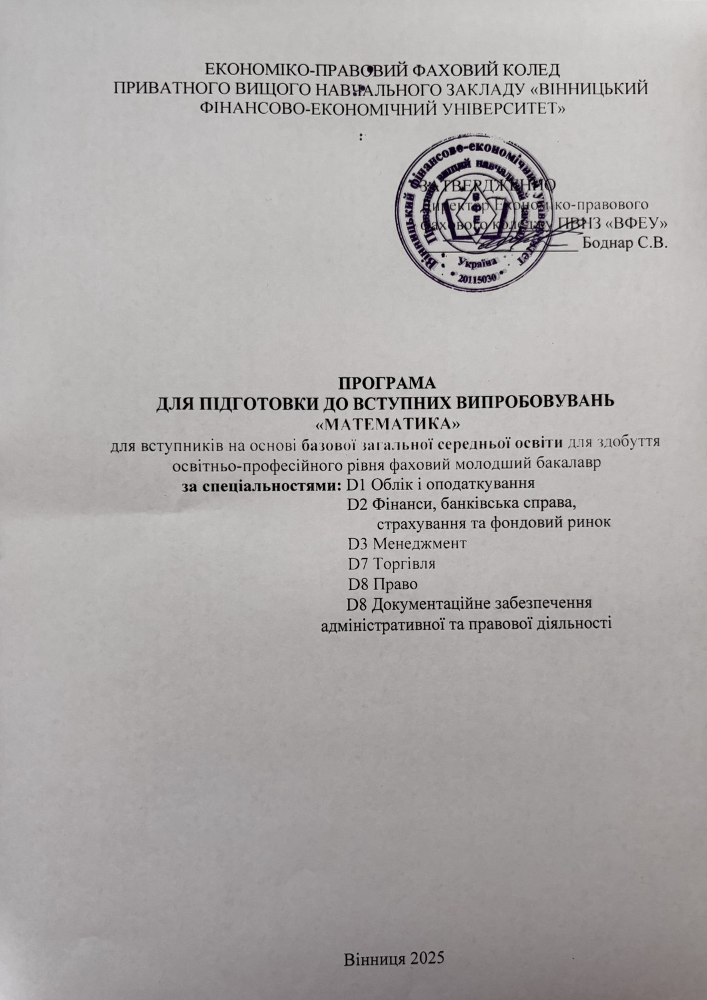 ЕКОНОМІКО-ПРАВОВИЙ ФАХОВИЙ КОЛЕД
ПРИВАТНОГО ВИЩОГО НАВЧАЛЬНОГО ЗАКЛАДУ «ВІННИЦЬКИЙ
ФІНАНСОВО-ЕКОНОМІЧНИЙ УНІВЕРСИТЕТ»
:
ЗАТВЕРДЖЕНО
Директор Економіко-правового
фахового коледжу ПВНЗ «ВФЕУ»
Боднар С.В.
Вінницький фінансово-економічний університет
Приватний вищий навчальний заклад
ВФЕУ
Україна
20115030
ПРОГРАМА
ДЛЯ ПІДГОТОВКИ ДО ВСТУПНИХ ВИПРОБОВУВАНЬ
«МАТЕМАТИКА»
для вступників на основі базової загальної середньої освіти для здобуття
освітньо-професійного рівня фаховий молодший бакалавр
за спеціальностями: D1 Облік і оподаткування
D2 Фінанси, банківська справа,
страхування та фондовий ринок
D3 Менеджмент
D7 Торгівля
D8 Право
D8 Документаційне забезпечення
адміністративної та правової діяльності
Вінниця 2025